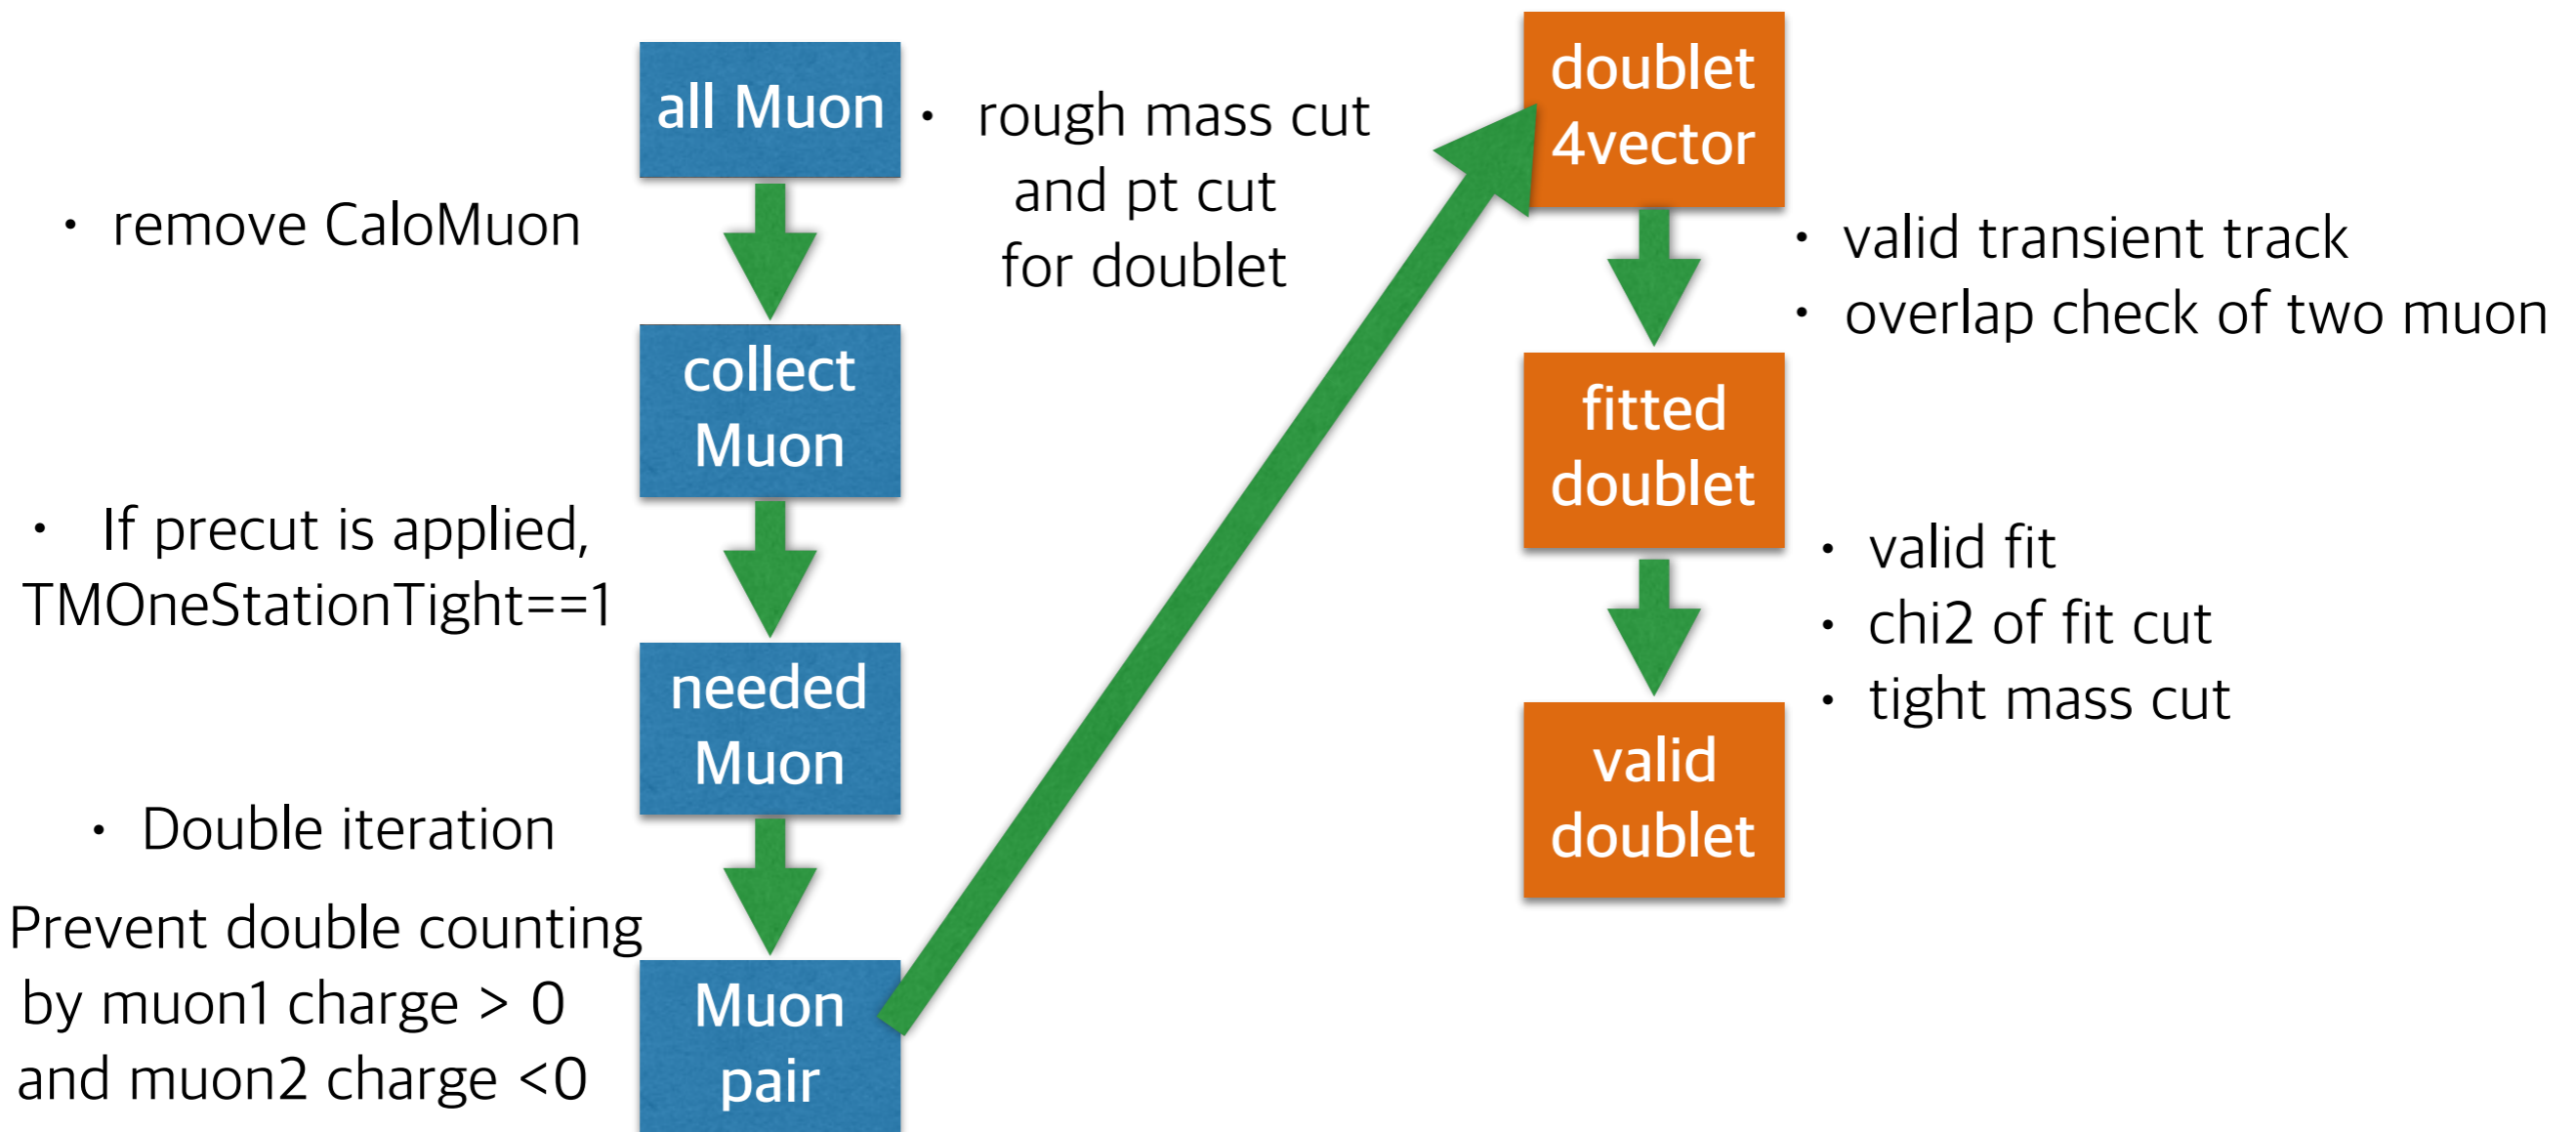 all Muon
• remove CaloMuon
collect
Muon
• If precut is applied,
TMOneStationTight==1
needed
Muon
• Double iteration
Prevent double counting
by muon1 charge > 0
and muon2 charge <0
Muon
pair
• rough mass cut
and pt cut
for doublet
doublet
4vector
• valid transient track
• overlap check of two muon
fitted
doublet
• valid fit
• chi2 of fit cut
• tight mass cut
valid
doublet